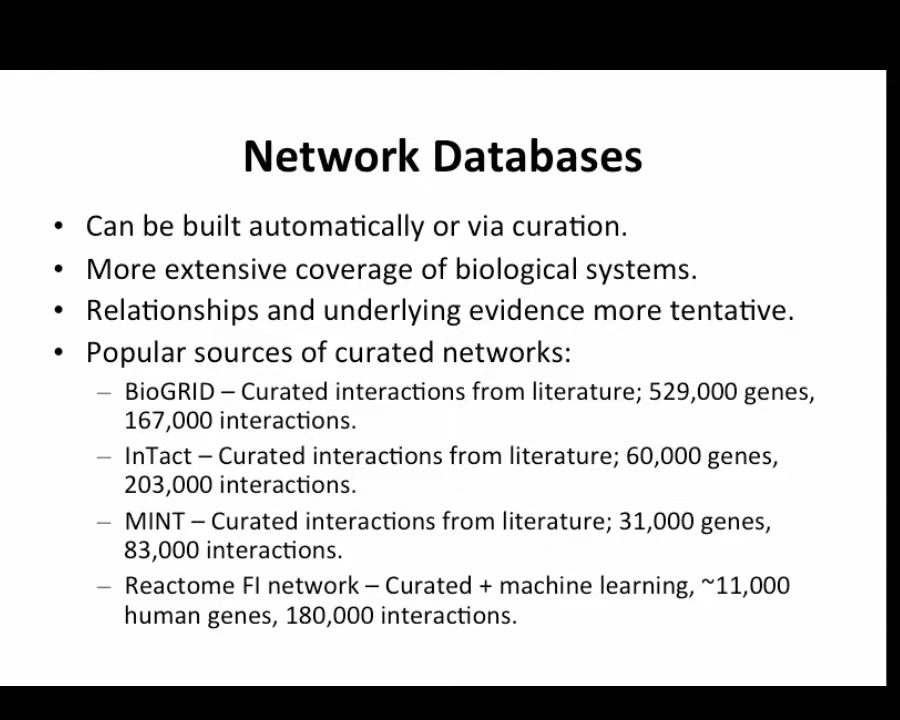 Network Databases
• Can be built automatically or via curation.
• More extensive coverage of biological systems.
• Relationships and underlying evidence more tentative.
• Popular sources of curated networks:
– BioGRID – Curated interactions from literature; 529,000 genes,
167,000 interactions.
– InTact – Curated interactions from literature; 60,000 genes,
203,000 interactions.
– MINT – Curated interactions from literature; 31,000 genes,
83,000 interactions.
– Reactome FI network – Curated + machine learning, ~11,000
human genes, 180,000 interactions.